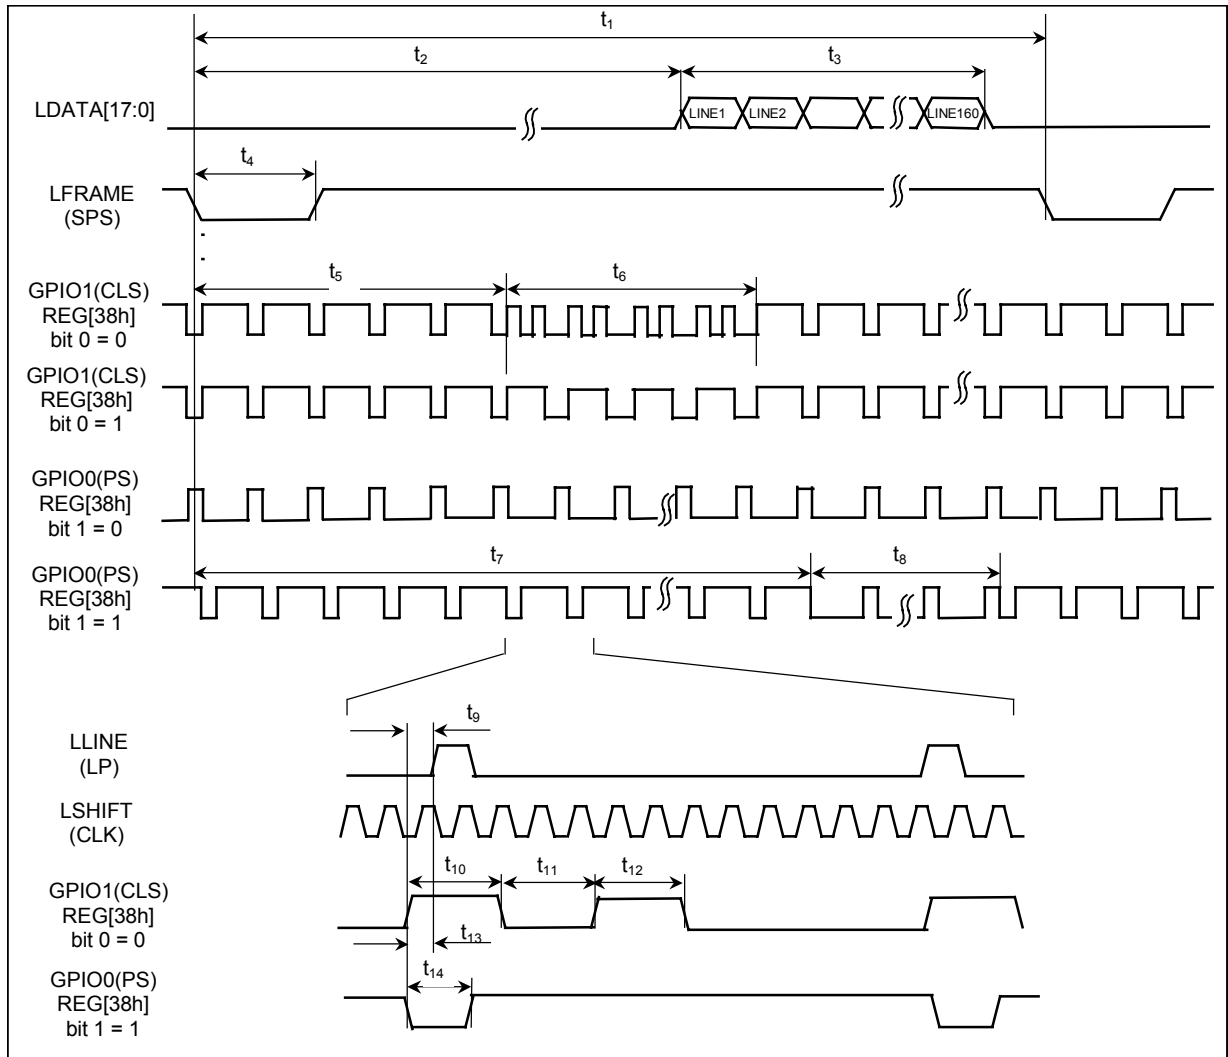 t1
t2
t3
LDATA[17:0]
LINE1
LINE2
LINE160
t4
LFRAME
(SPS)
t5
t6
GPIO1(CLS)
REG[38h]
bit 0 = 0
GPIO1(CLS)
REG[38h]
bit 0 = 1
GPIO0(PS)
REG[38h]
bit 1 = 0
t7
t8
GPIO0(PS)
REG[38h]
bit 1 = 1
t9
LLINE
(LP)
LSHIFT
(CLK)
t10
t11
t12
GPIO1(CLS)
REG[38h]
bit 0 = 0
t13
t14
GPIO0(PS)
REG[38h]
bit 1 = 1